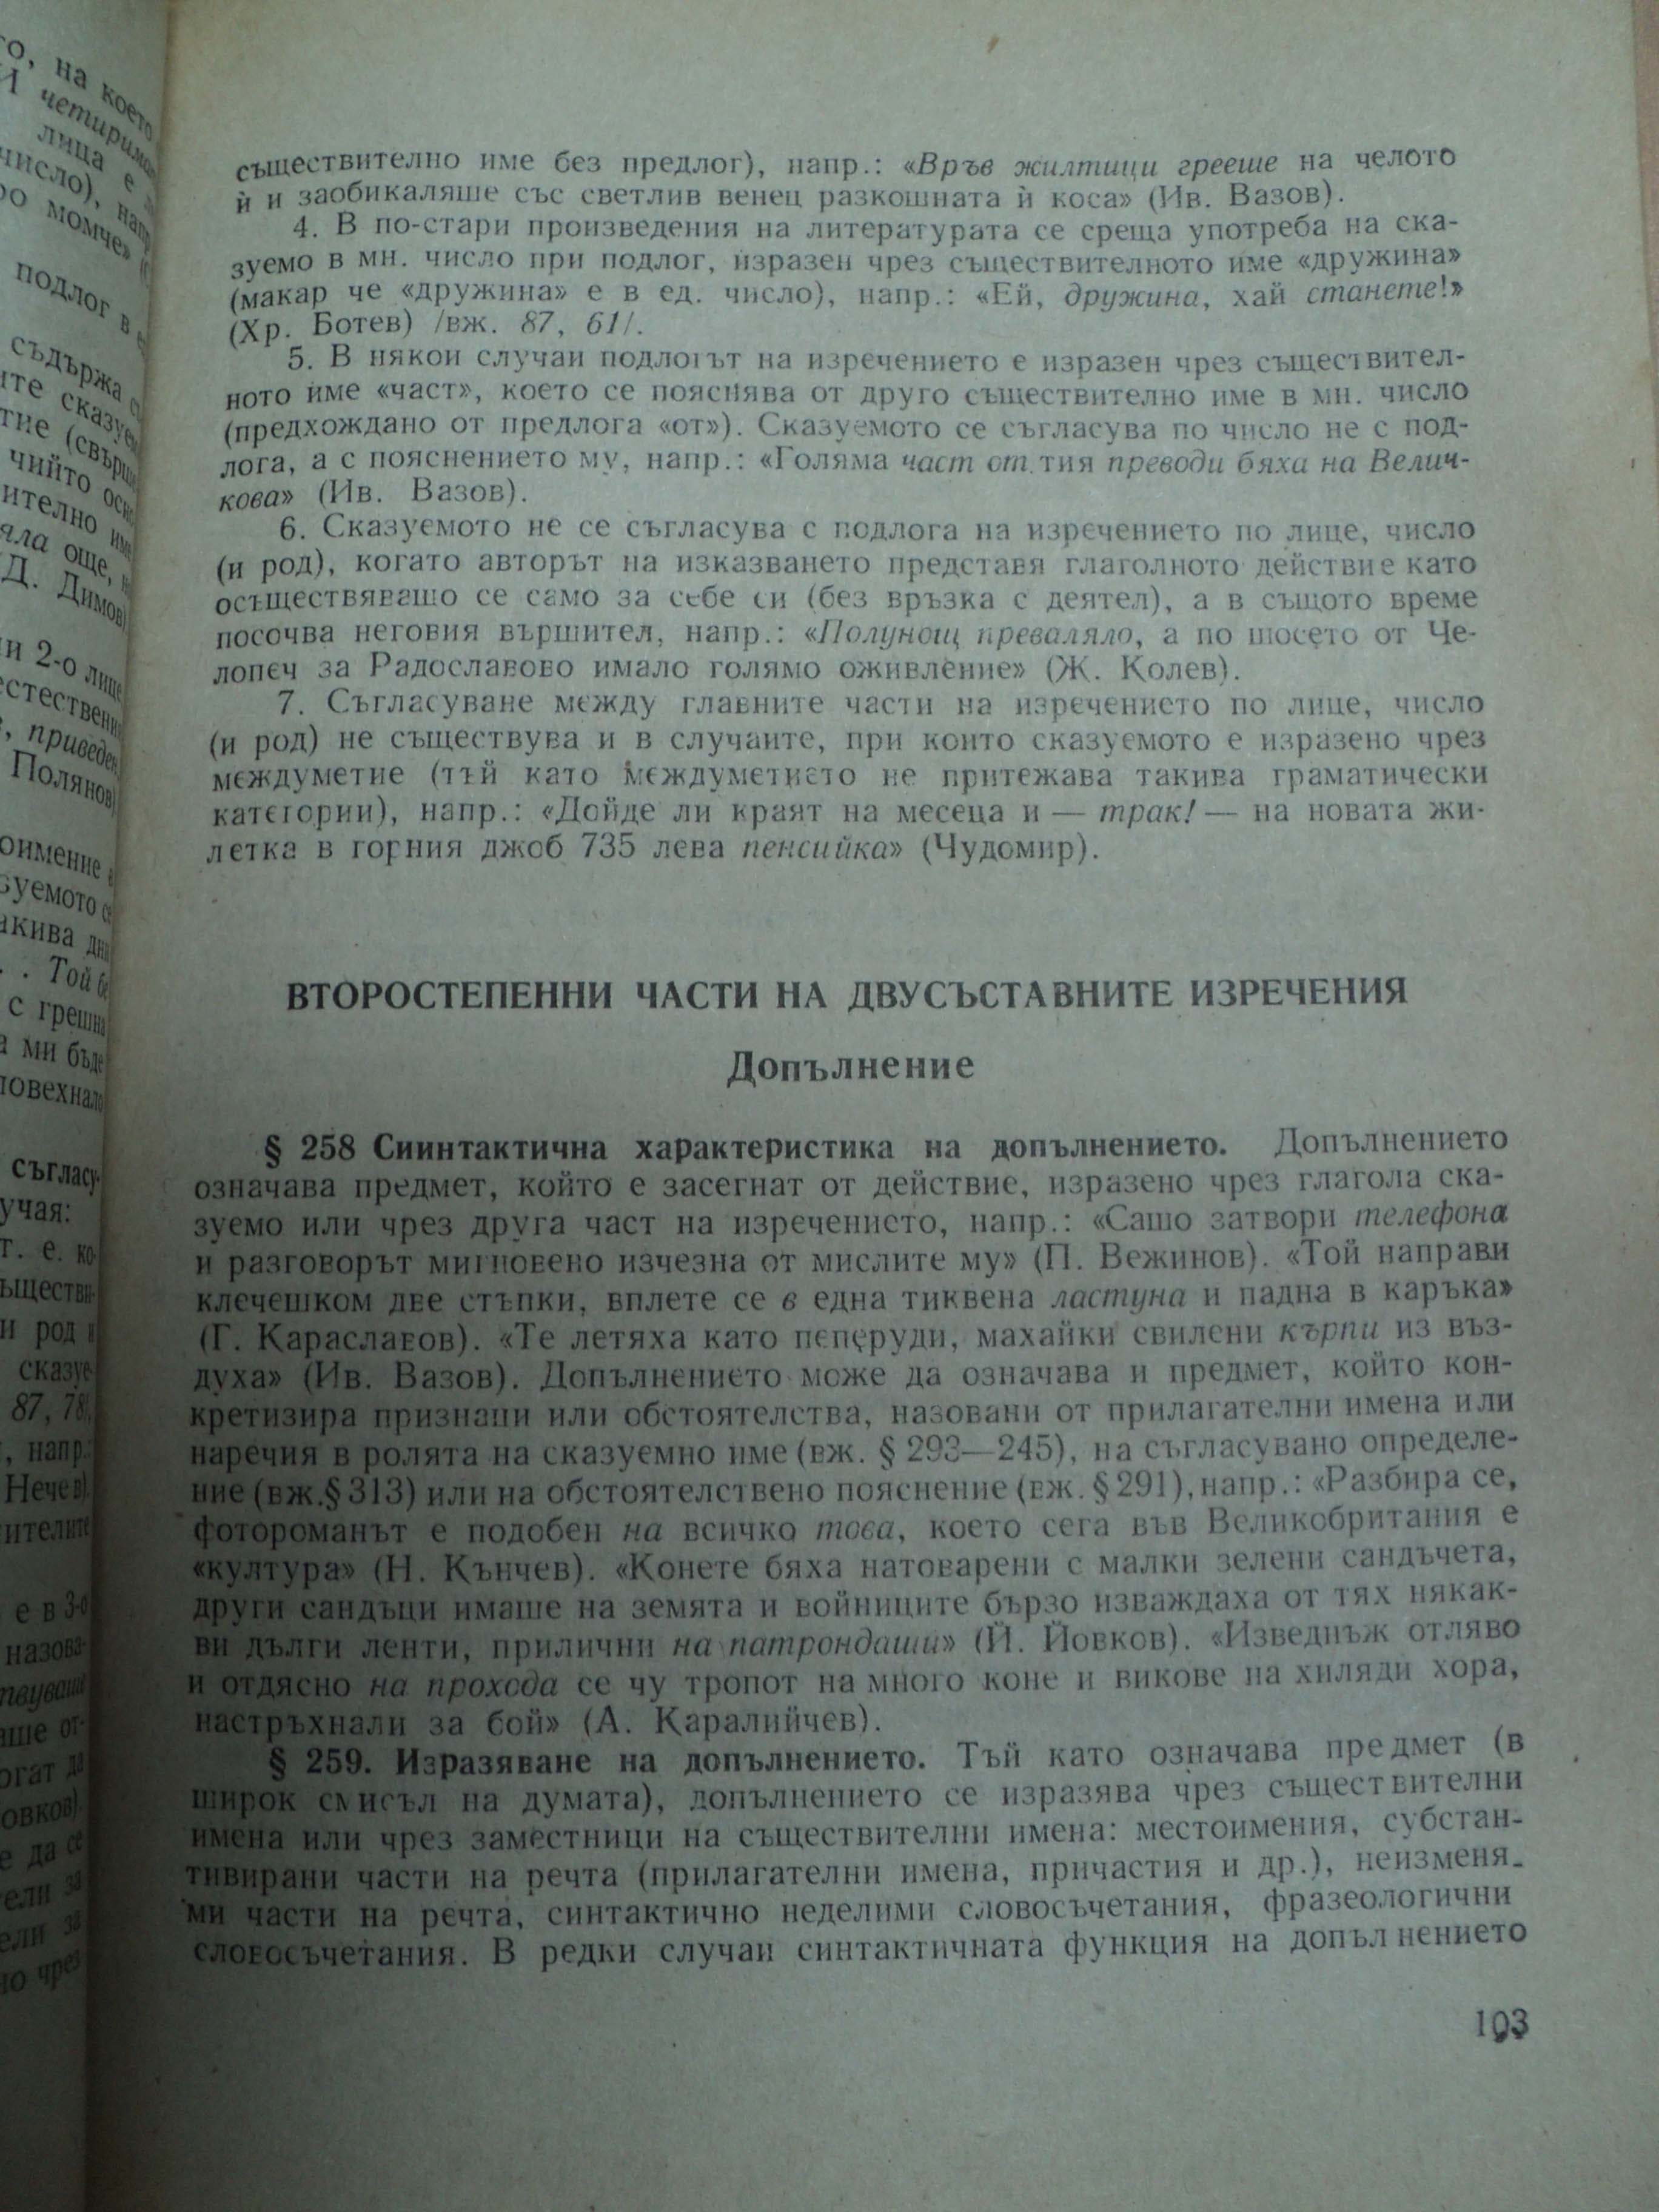 съществително име без предлог), напр.: «Връв жилтици грееше на челото
ѝ и заобикаляше със светлив венец разкошната ѝ коса» (Ив. Вазов).
4. В по-стари произведения на литературата се среща употреба на ска-
зуемо в мн. число при подлог, изразен чрез съществителното име «дружина»
(макар че «дружина» е в ед. число), напр.: «Ей, дружина, хай станете!»
(Хр. Ботев) /вж. 87, 61/.
5. В някои случаи подлогът на изречението е изразен чрез съществител-
ното име «част», което се пояснява от друго съществително име в мн. число
(предхождано от предлога «от»). Сказуемото се съгласува по число не с под-
лога, а с пояснението му, напр.: «Голяма част от тия преводи бяха на Велич-
кова» (Ив. Вазов).
6. Сказуемото не се съгласува с подлога на изречението по лице, число
(и род), когато авторът на изказването представя глаголното действие като
осъществяващо се само за себе си (без връзка с деятел), а в същото време
посочва неговия вършител, напр.: «Полунощ преваляло, а по шосето от Че-
лопеч за Радославово имало голямо оживление» (Ж. Колев).
7. Съгласуване между главните части на изречението по лице, число
(и род) не съществува и в случаите, при които сказуемото е изразено чрез
междуметие (тъй като междуметието не притежава такива граматически
категории), напр.: «Дойде ли краят на месеца и — трак! — на новата жи-
летка в горния джоб 735 лева пенсийка» (Чудомир).
ВТОРОСТЕПЕННИ ЧАСТИ НА ДВУСЪСТАВНИТЕ ИЗРЕЧЕНИЯ
Допълнение
§ 258 Сиинтактична характеристика на допълнението. Допълнението
означава предмет, който е засегнат от действие, изразено чрез глагола ска-
зуемо или чрез друга част на изречението, напр.: «Сашо затвори телефона
и разговорът мигновено изчезна от мислите му» (П. Вежинов). «Той направи
клечешком две стъпки, вплете се в една тиквена ластуна и падна в каръка»
(Г. Караславов). «Те летяха като пеперуди, махайки свилени кърпи из въз-
духа» (Ив. Вазов). Допълнението може да означава и предмет, който кон-
кретизира признаци или обстоятелства, назовани от прилагателни имена или
наречия в ролята на сказуемно име (вж. § 293—245), на съгласувано определе-
ние (вж.§ 313) или на обстоятелствено пояснение (вж. § 291), напр.: «Разбира се,
фотороманът е подобен на всичко това, което сега във Великобритания е
«култура» (Н. Кънчев). «Конете бяха натоварени с малки зелени сандъчета,
други сандъци имаше на земята и войниците бързо изваждаха от тях някак-
ви дълги ленти, прилични на патрондаши» (Й. Йовков). «Изведнъж отляво
и отдясно на прохода се чу тропот на много коне и викове на хиляди хора,
настръхнали за бой» (А. Каралийчев).
§ 259. Изразяване на допълнението. Тъй като означава предмет (в
широк смисъл на думата), допълнението се изразява чрез съществителни
имена или чрез заместници на съществителни имена: местоимения, субстан-
тивирани части на речта (прилагателни имена, причастия и др.), неизменя-
ми части на речта, синтактично неделими словосъчетания, фразеологични
словосъчетания. В редки случаи синтактичната функция на допълнението
103